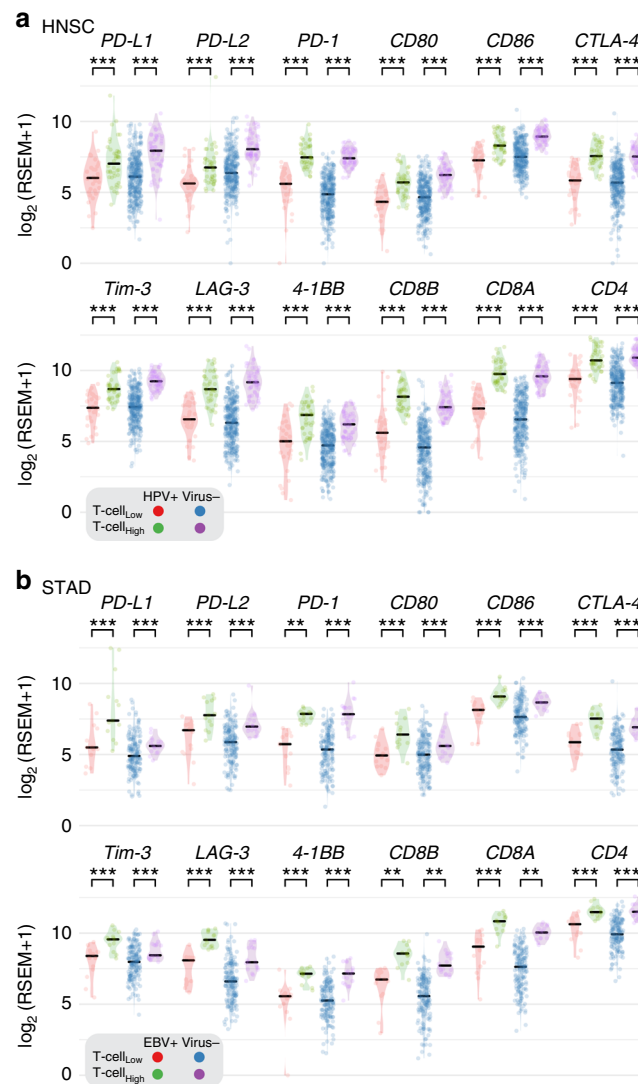 a HNSC
PD-L1 PD-L2 PD-1 CD80 CD86 CTLA-4
*** *** *** *** *** *** *** *** *** *** *** ***
10
5
0
log2 (RSEM+1)
Tim-3 LAG-3 4-1BB CD8B CD8A CD4
*** *** *** *** *** *** *** *** *** *** *** ***
10
5
0
log2 (RSEM+1)
HPV+ Virus–
T-cellLow
T-cellHigh
b STAD
PD-L1 PD-L2 PD-1 CD80 CD86 CTLA-4
*** *** *** *** ** *** *** *** *** *** *** ***
10
5
0
log2 (RSEM+1)
Tim-3 LAG-3 4-1BB CD8B CD8A CD4
*** *** *** *** *** *** ** ** *** ** *** ***
10
5
0
log2 (RSEM+1)
EBV+ Virus–
T-cellLow
T-cellHigh